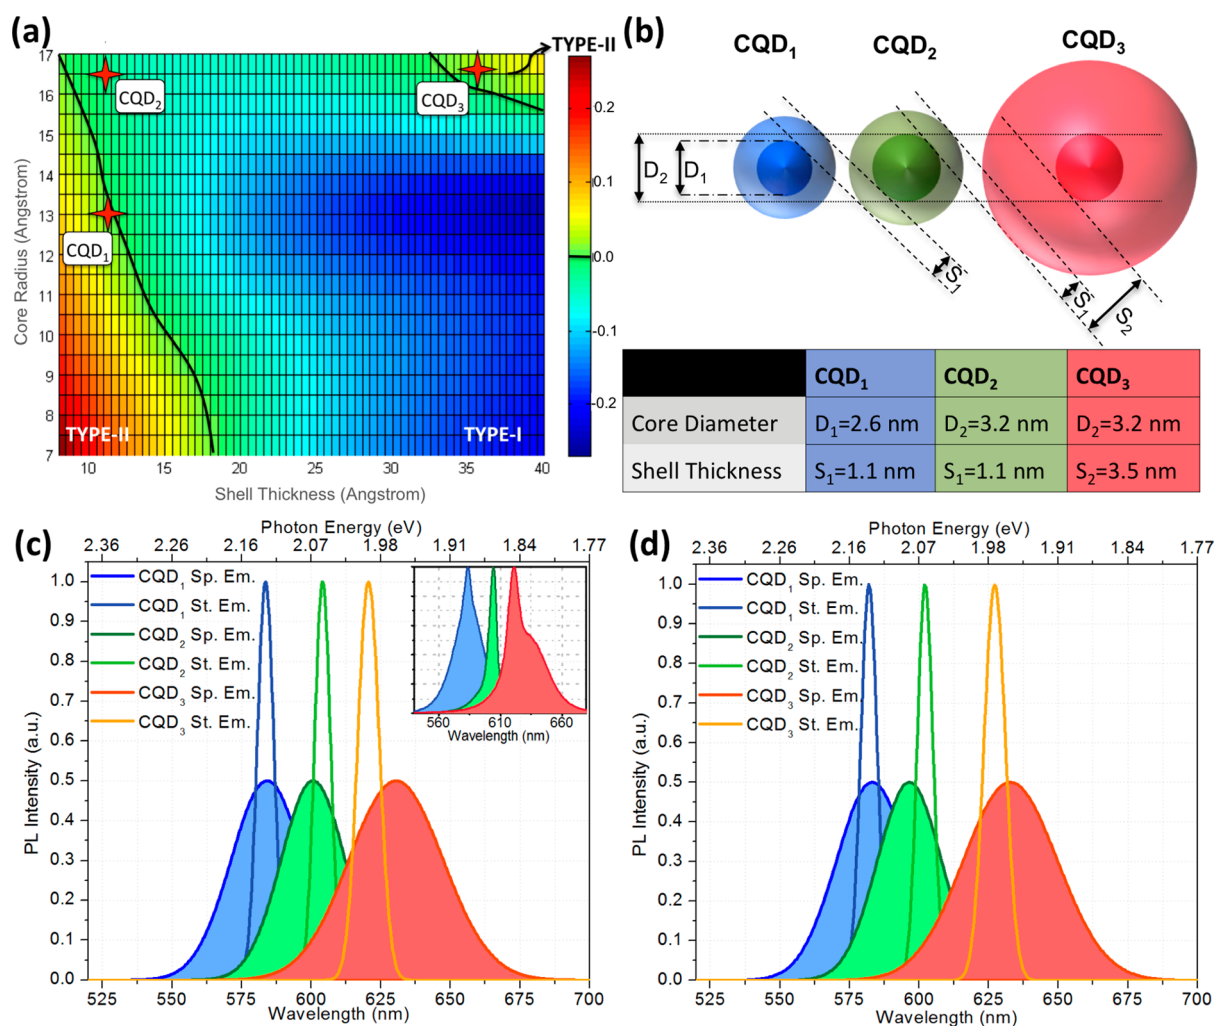 (a)
TYPE-II
17
16
15
14
13
12
11
10
9
8
7
Core Radius (Angstrom)
CQD2
CQD3
CQD1
TYPE-II
TYPE-I
10 15 20 25 30 35 40
Shell Thickness (Angstrom)
0.2
0.1
0.0
-0.1
-0.2
(b)
CQD1 CQD2 CQD3
D2 D1
S1
S1
S2
CQD1 CQD2 CQD3
Core Diameter D1=2.6 nm D2=3.2 nm D2=3.2 nm
Shell Thickness S1=1.1 nm S1=1.1 nm S2=3.5 nm
(c)
Photon Energy (eV)
2.36 2.26 2.16 2.07 1.98 1.91 1.84 1.77
CQD1 Sp. Em.
CQD1 St. Em.
CQD2 Sp. Em.
CQD2 St. Em.
CQD3 Sp. Em.
CQD3 St. Em.
560 610 660
Wavelength (nm)
1.0
0.9
0.8
0.7
0.6
0.5
0.4
0.3
0.2
0.1
0.0
PL Intensity (a.u.)
525 550 575 600 625 650 675 700
Wavelength (nm)
(d)
Photon Energy (eV)
2.36 2.26 2.16 2.07 1.98 1.91 1.84 1.77
CQD1 Sp. Em.
CQD1 St. Em.
CQD2 Sp. Em.
CQD2 St. Em.
CQD3 Sp. Em.
CQD3 St. Em.
1.0
0.9
0.8
0.7
0.6
0.5
0.4
0.3
0.2
0.1
0.0
PL Intensity (a.u.)
525 550 575 600 625 650 675 700
Wavelength (nm)